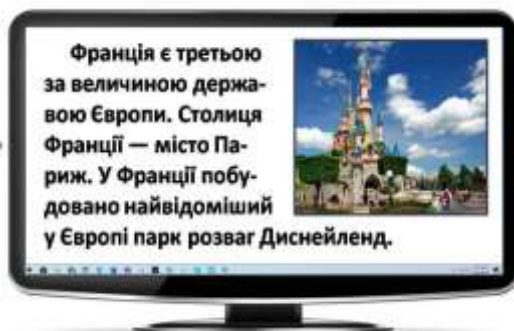 Франція є третьою
за величиною держа-
вою Європи. Столиця
Франції — місто Па-
риж. У Франції побу-
довано найвідоміший
у Європі парк розваг Диснейленд.